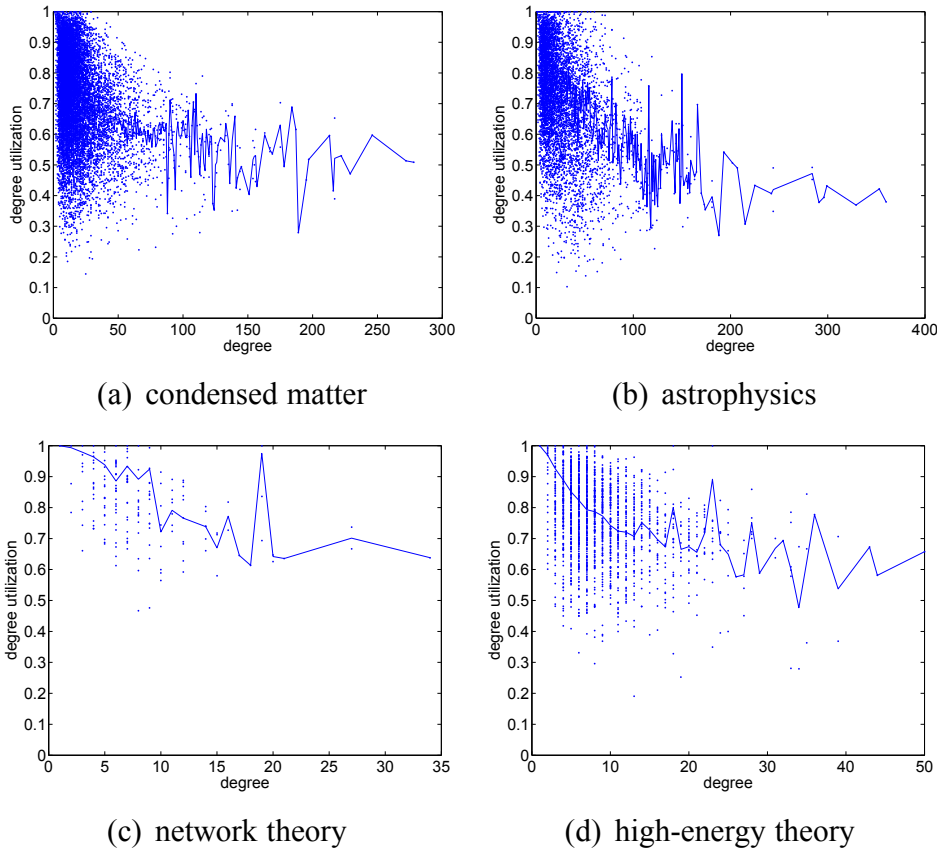 1
0.9
0.8
0.7
0.6
0.5
0.4
0.3
0.2
0.1
0
degree utilization
0 50 100 150 200 250 300
degree
(a) condensed matter
1
0.9
0.8
0.7
0.6
0.5
0.4
0.3
0.2
0.1
0
degree utilization
0 100 200 300 400
degree
(b) astrophysics
1
0.9
0.8
0.7
0.6
0.5
0.4
0.3
0.2
0.1
0
degree utilization
0 5 10 15 20 25 30 35
degree
(c) network theory
1
0.9
0.8
0.7
0.6
0.5
0.4
0.3
0.2
0.1
0
degree utilization
0 10 20 30 40 50
degree
(d) high-energy theory